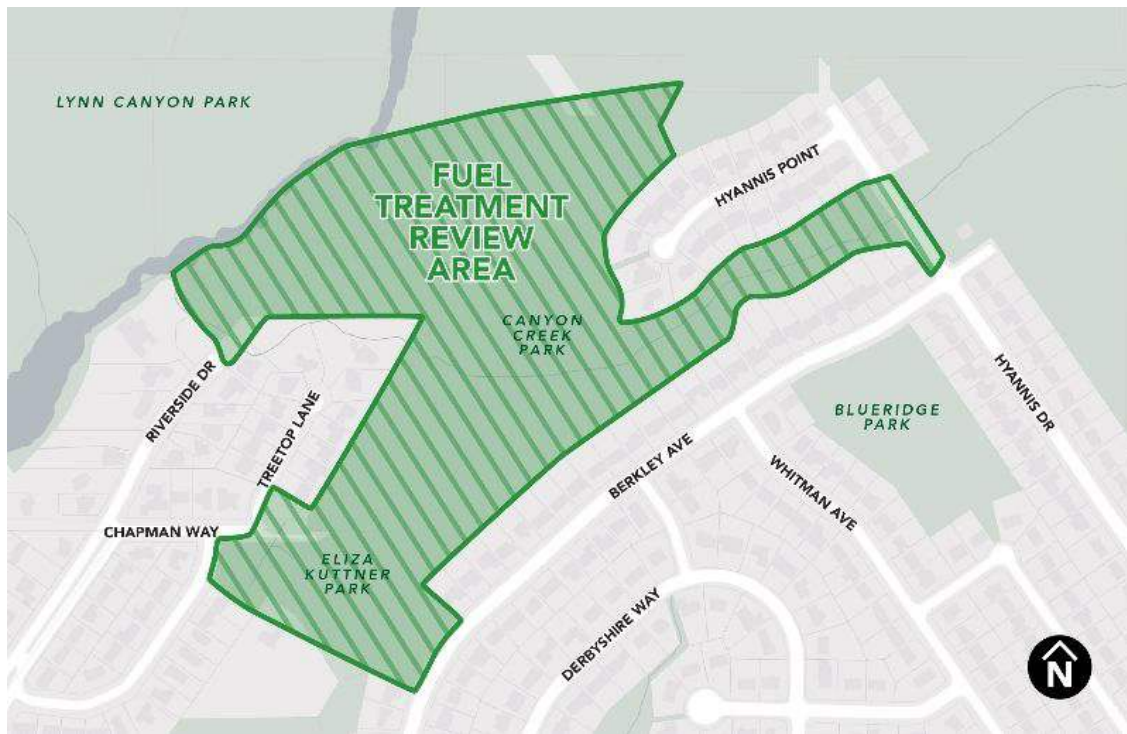 LYNN CANYON PARK
FUEL
TREATMENT
REVIEW
AREA
HYANNIS POINT
CANYON
CREEK
PARK
RIVERSIDE DR
TREETOP LANE
HYANNIS DR
BLUERIDGE
PARK
BERKLEY AVE
WHITMAN AVE
CHAPMAN WAY
ELIZA
KUTTNER
PARK
DERBYSHIRE WAY
N